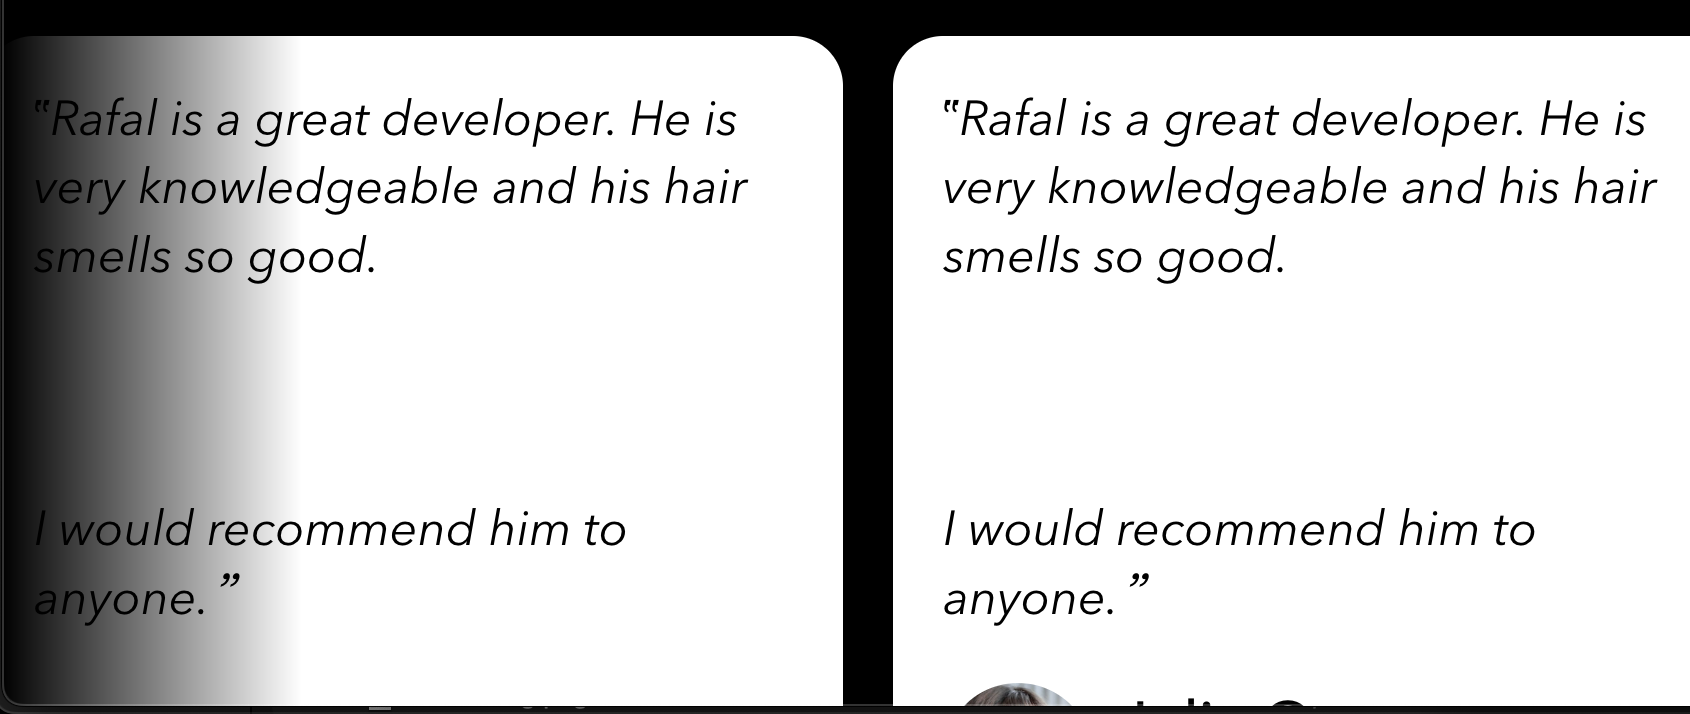 ‟Rafal is a great developer. He is
very knowledgeable and his hair
smells so good.
I would recommend him to
anyone. ”
‟Rafal is a great developer. He is
very knowledgeable and his hair
smells so good.
I would recommend him to
anyone. ”